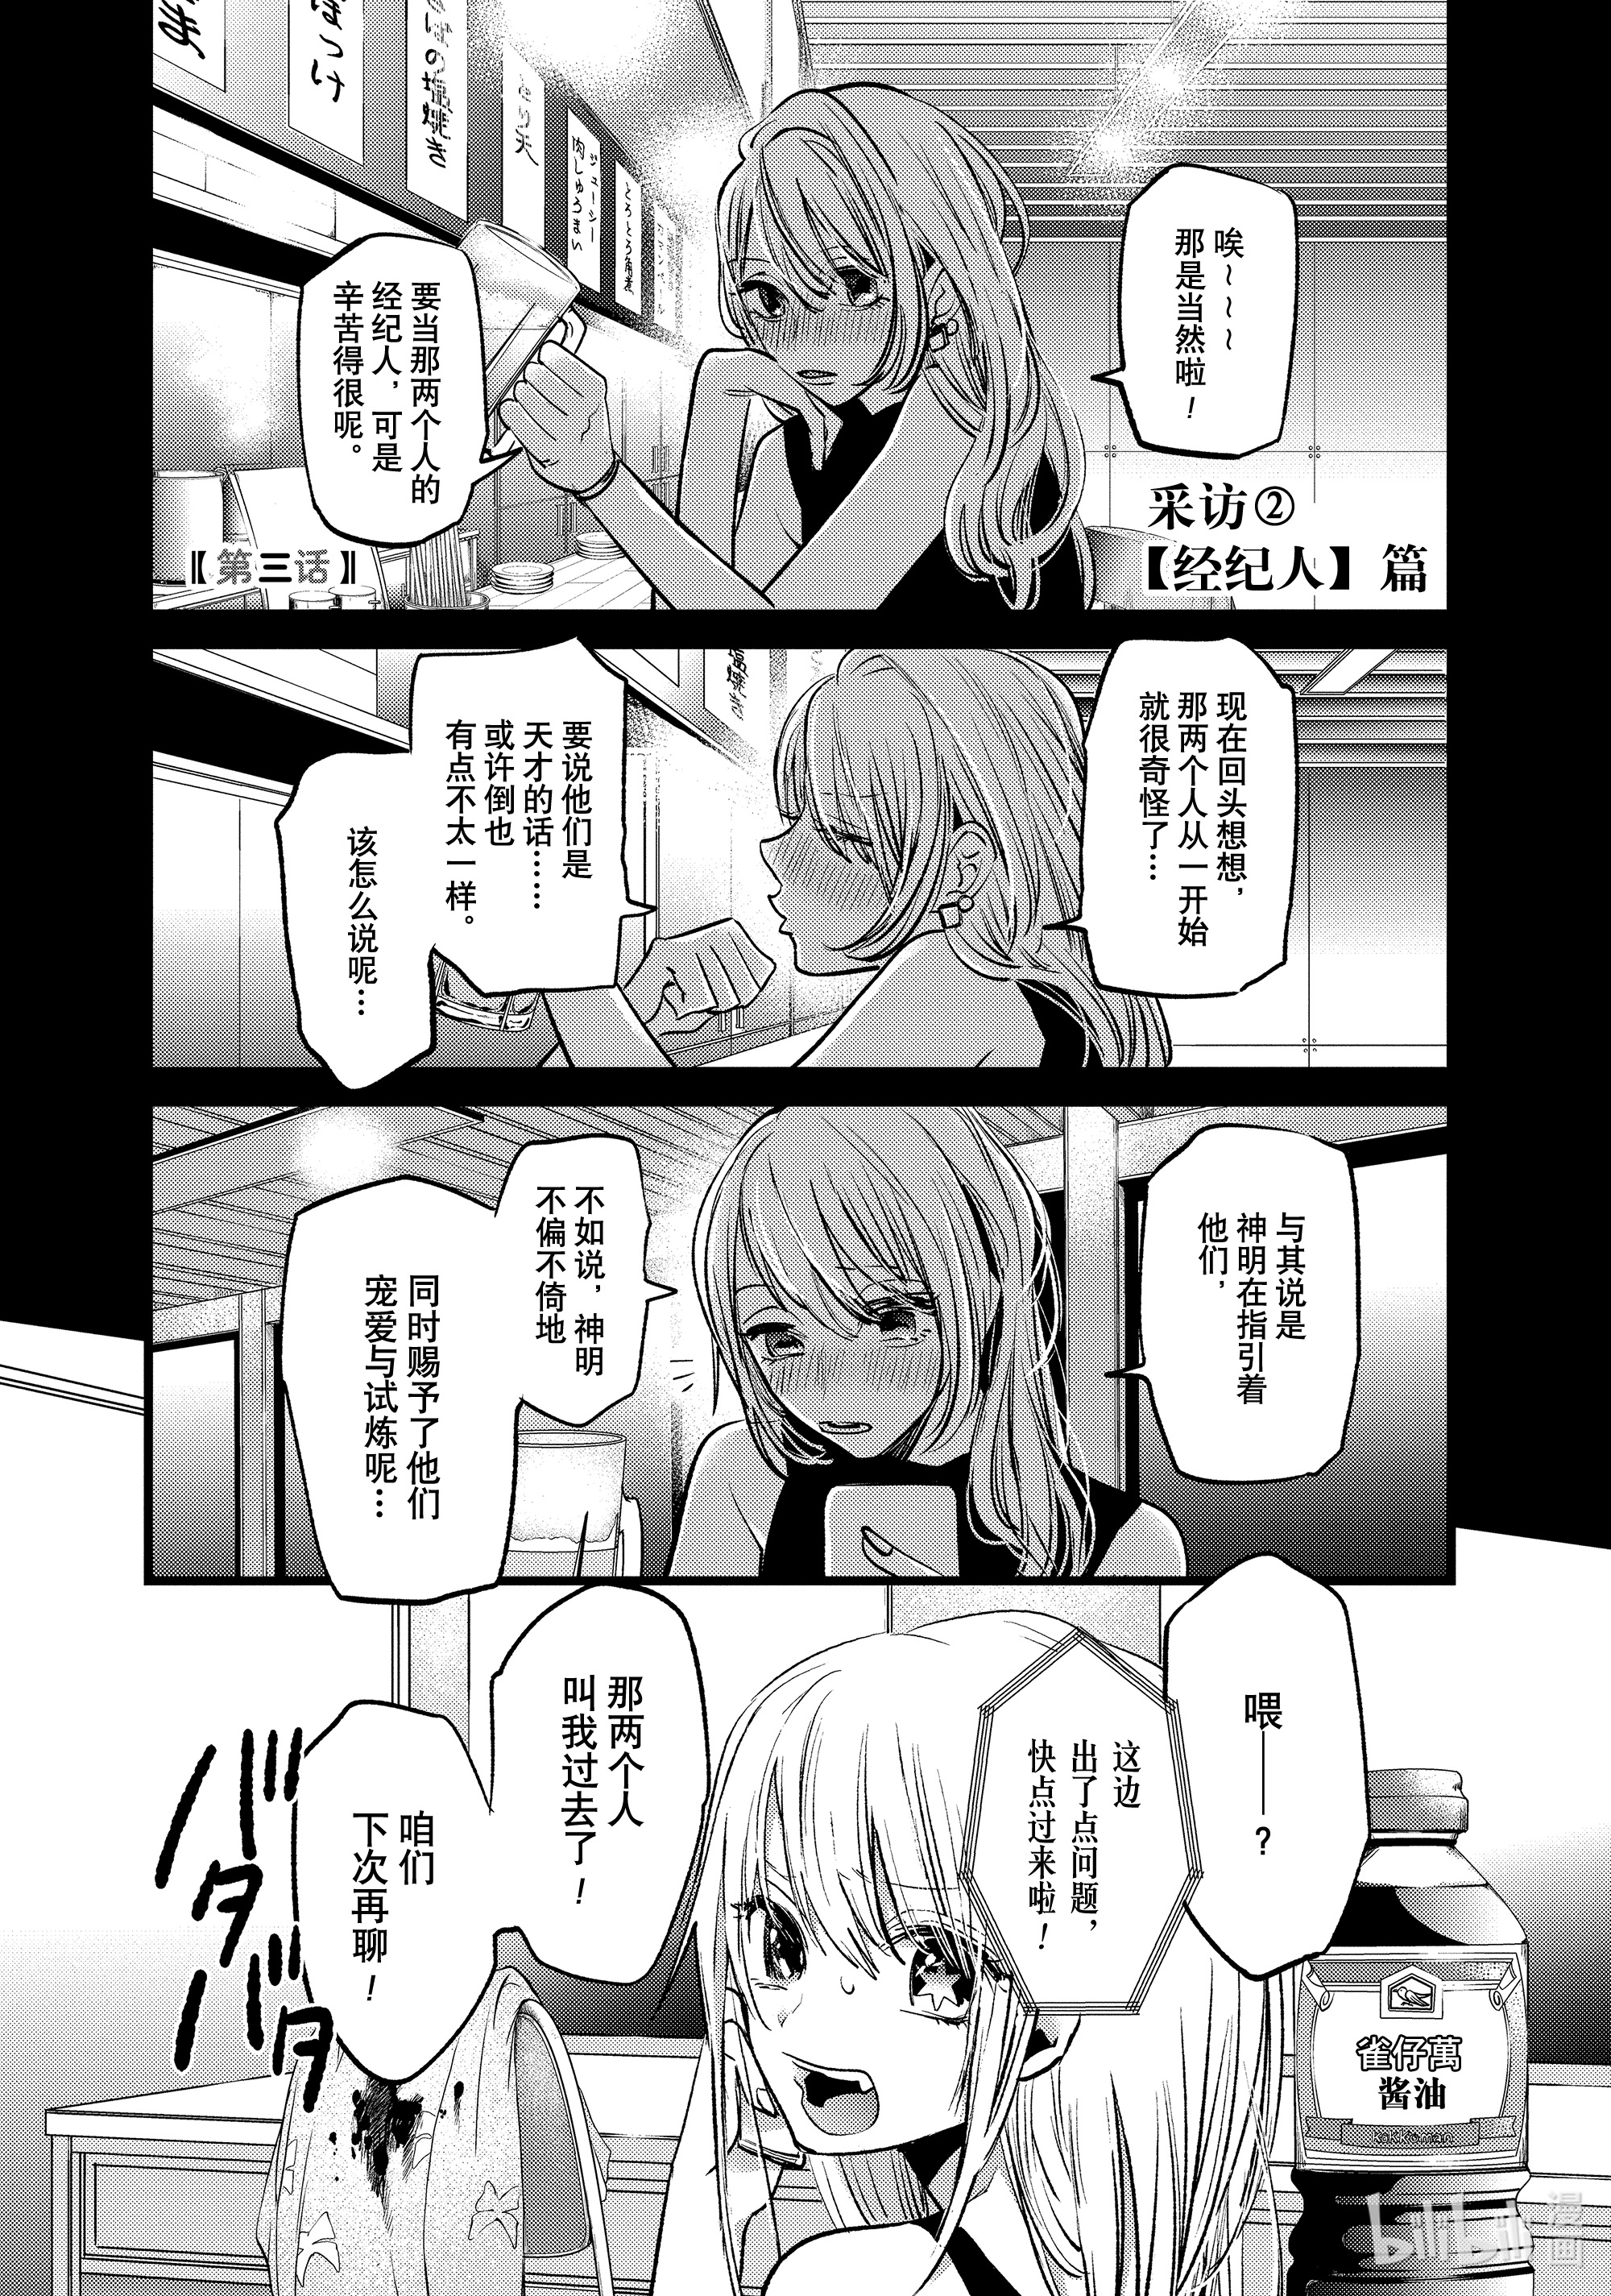 唉～～～
那是当然啦！
要当那两个人的
经纪人，可是
辛苦得很呢。
采访②
【经纪人】篇
【第三话】
ほっけ
ばの塩焼き
とり天
ジューシー
肉しゅうまい
とろとろ角煮
现在回头想想，
那两个人从一开始
就很奇怪了…
要说他们是
天才的话……
或许倒也
有点不太一样。
该怎么说呢…
塩焼き
与其说是
神明在指引着
他们，
不如说，神明
不偏不倚地
同时赐予了他们
宠爱与试炼呢…
喂——？
这边
出了点问题，
快点过来啦！
那两个人
叫我过去了！
咱们
下次再聊！
バタバタ
雀仔萬
酱油
kokkoman
bilibili
漫画